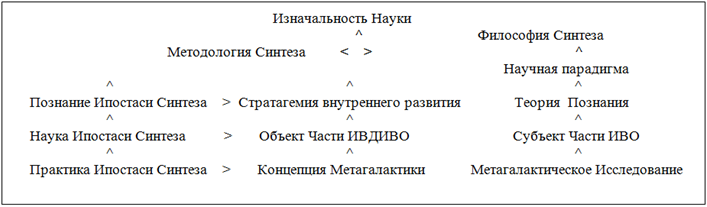 Изначальность Науки
^
Философия Синтеза
Методология Синтеза < >
^
Научная парадигма
^ ^ ^
Познание Ипостаси Синтеза > Стратагемия внутреннего развития Теория Познания
^ ^ ^
Наука Ипостаси Синтеза > Объект Части ИВДИВО Субъект Части ИВО
^ ^ ^
Практика Ипостаси Синтеза > Концепция Метагалактики Метагалактическое Исследование